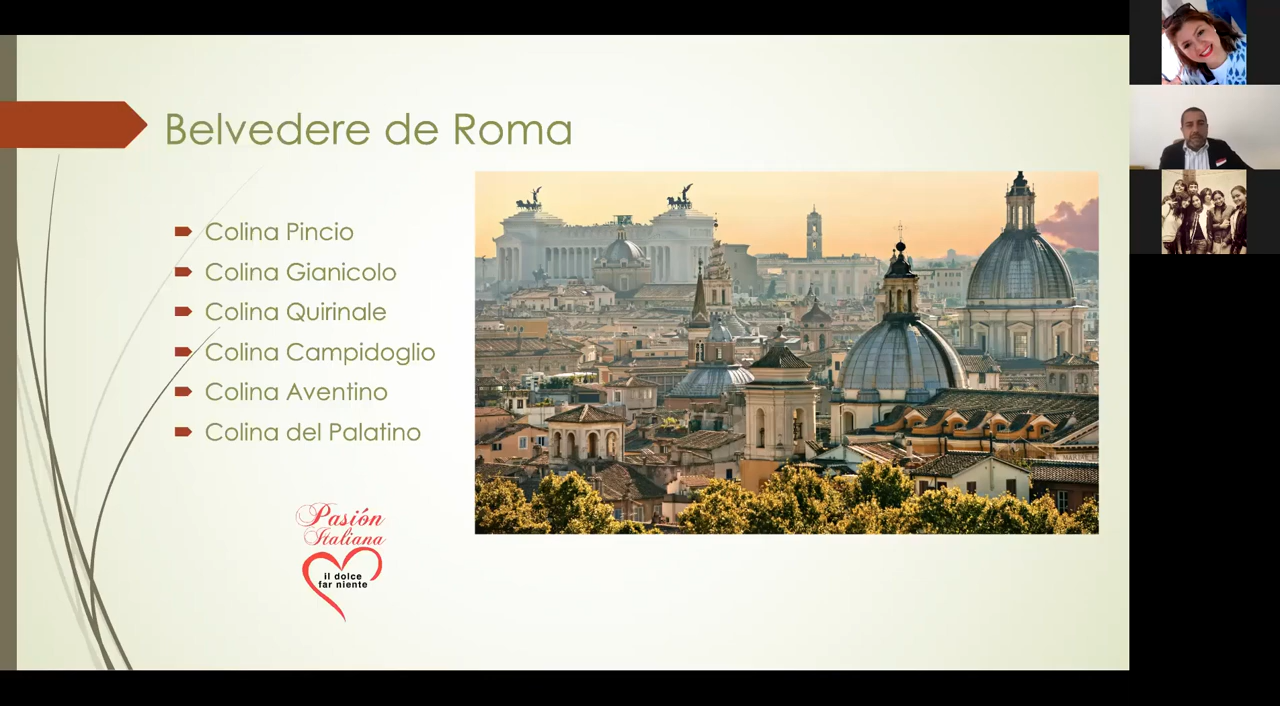 Belvedere de Roma
Colina Pincio
Colina Gianicolo
Colina Quirinale
Colina Campidoglio
Colina Aventino
Colina del Palatino
Pasión
Italiana
il dolce
far niente